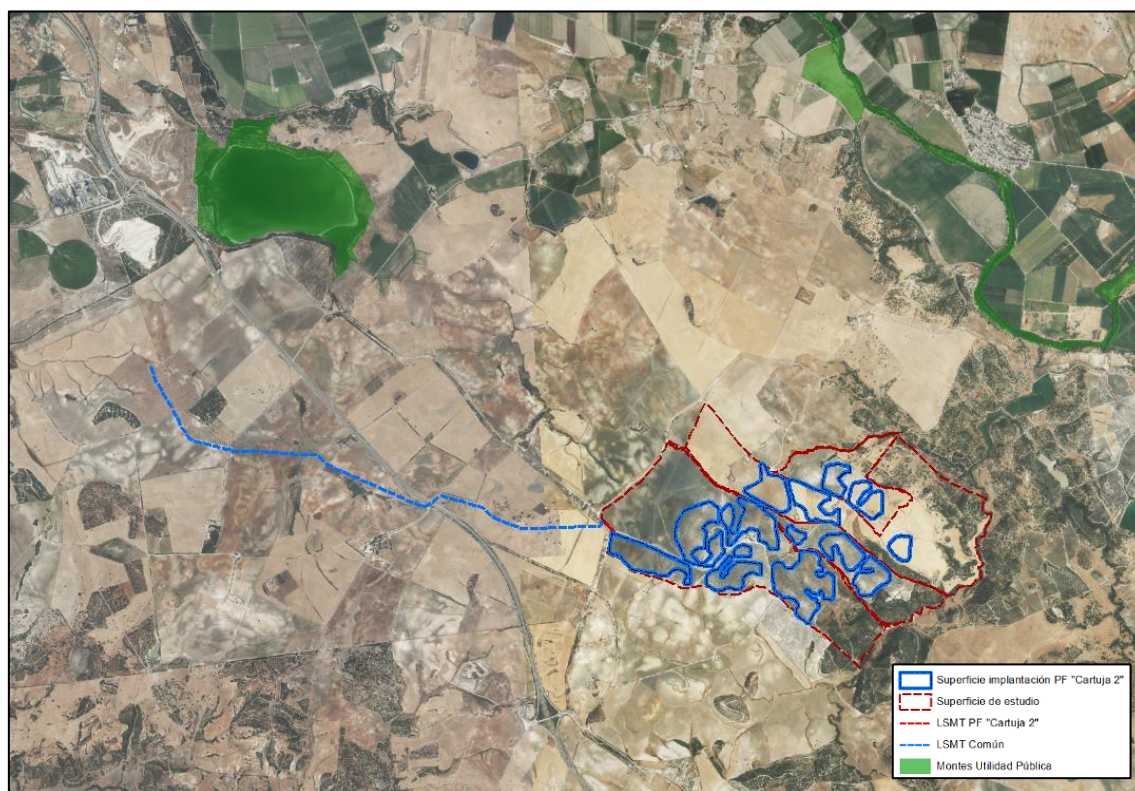 Superficie implantación PF "Cartuja 2"
Superficie de estudio
LSMT PF "Cartuja 2"
LSMT Común
Montes Utilidad Pública